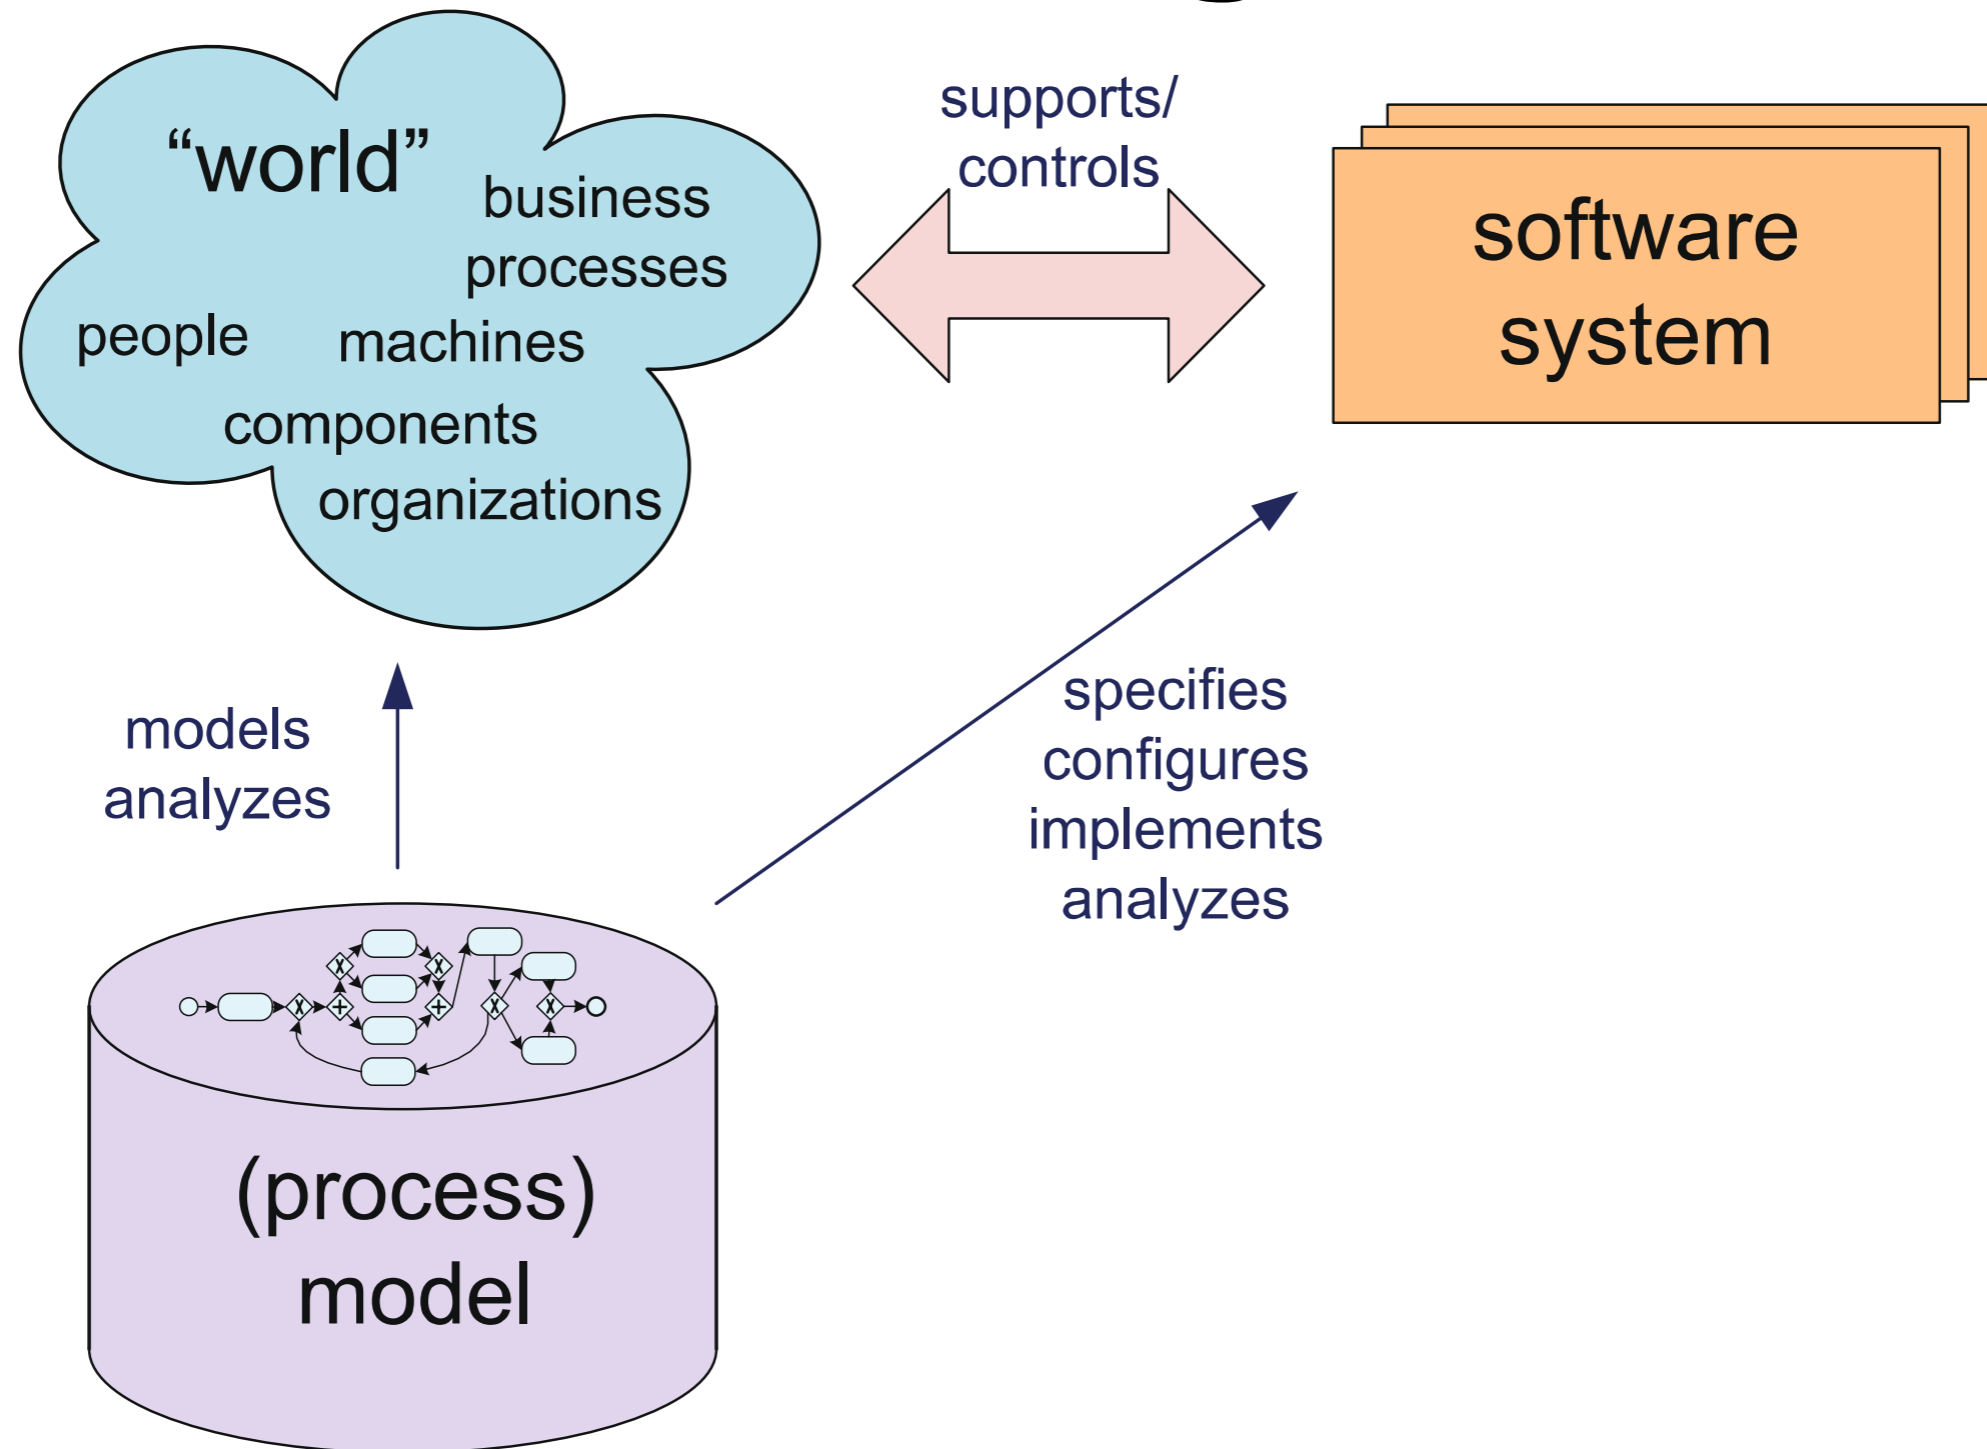 “world”
business
processes
people
machines
components
organizations
supports/
controls
software
system
models
analyzes
specifies
configures
implements
analyzes
(process)
model